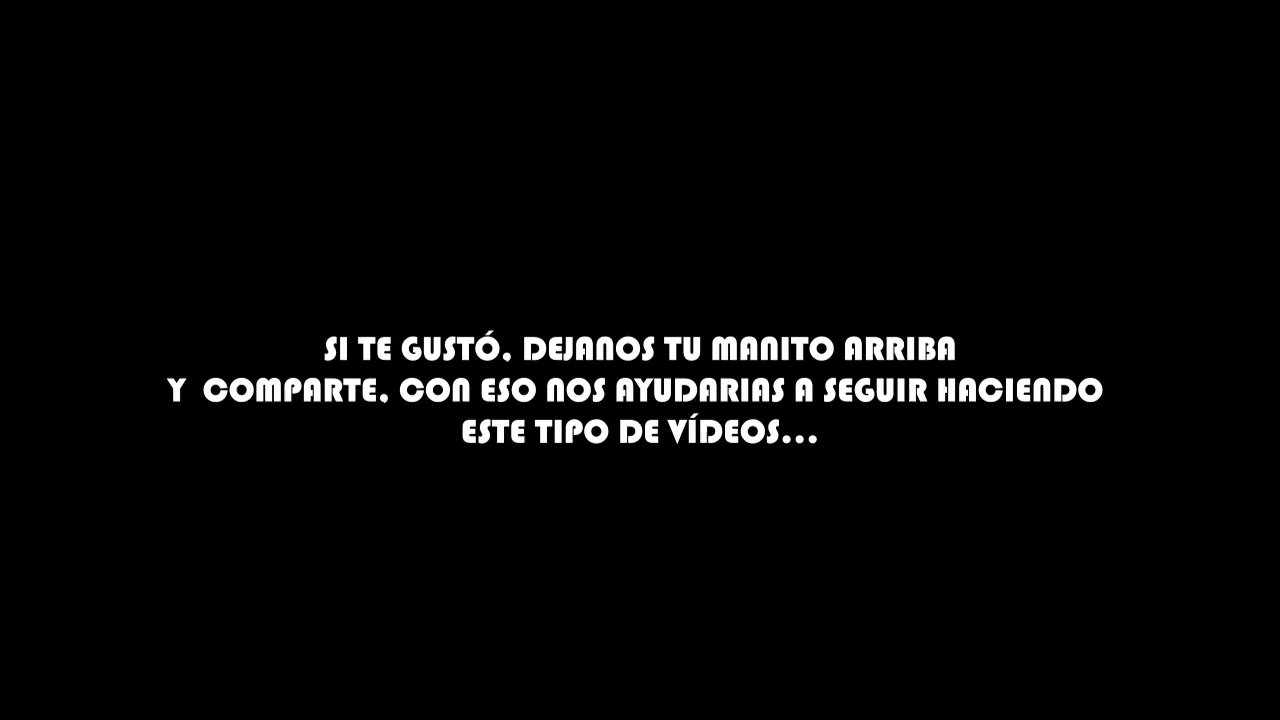 SI TE GUSTÓ, DEJANOS TU MANITO ARRIBA
Y COMPARTE, CON ESO NOS AYUDARIAS A SEGUIR HACIENDO
ESTE TIPO DE VÍDEOS...